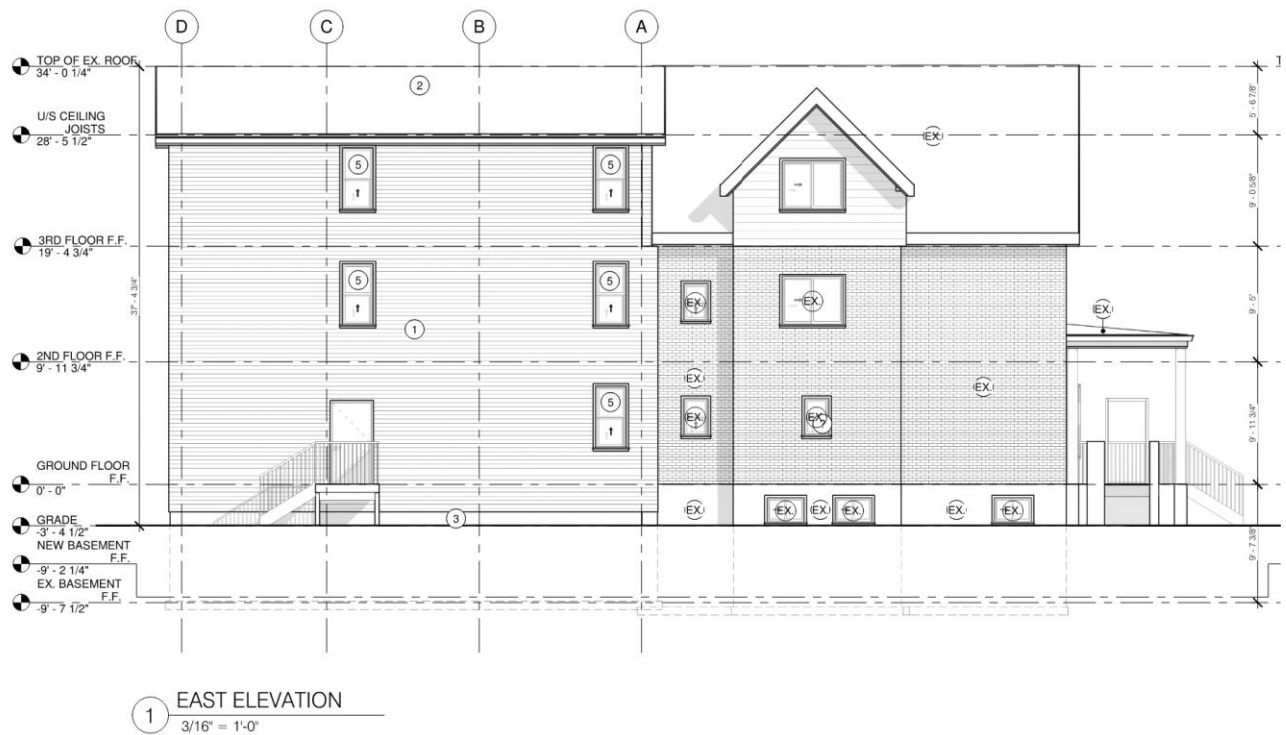 D C B A
TOP OF EX. ROOF
34' - 0 1/4"
T
2
U/S CEILING
JOISTS
28' - 5 1/2"
EX.
5 5
5' - 6 7/8"
9' - 0 5/8"
3RD FLOOR F.F.
19' - 4 3/4"
37' - 4 3/4"
5 5
EX. EX.
EX.
1
9' - 5"
2ND FLOOR F.F.
9' - 11 3/4"
EX. EX.
5
EX. EX.
7
9' - 11 3/4"
GROUND FLOOR
F.F.
0' - 0"
EX. EX. EX. EX. EX. EX.
3
GRADE
-3' - 4 1/2"
NEW BASEMENT
F.F.
-9' - 2 1/4"
EX. BASEMENT
F.F.
-9' - 7 1/2"
9' - 7 3/8"
1 EAST ELEVATION
3/16" = 1'-0"